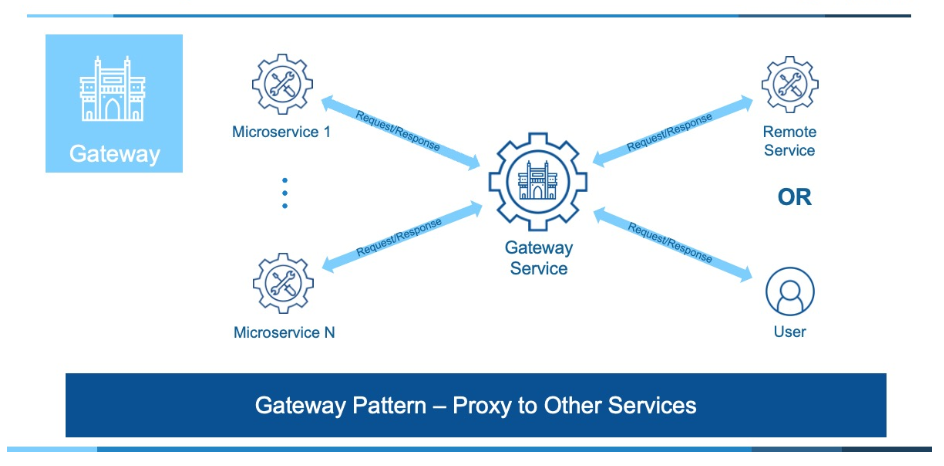 Gateway
Microservice 1
Request/Response
Request/Response
Remote
Service
OR
Gateway
Service
Request/Response
Request/Response
Microservice N
User
Gateway Pattern – Proxy to Other Services